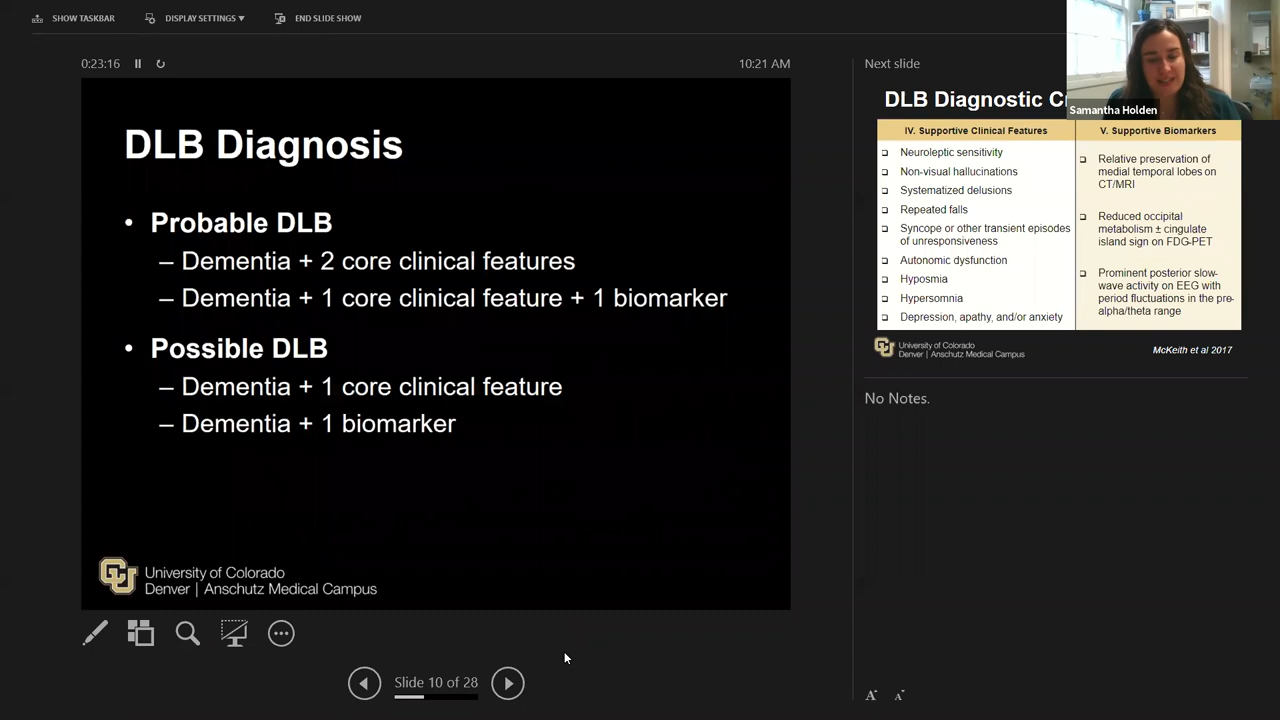 SHOW TASKBAR
DISPLAY SETTINGS ▼
END SLIDE SHOW
0:23:16
10:21 AM
DLB Diagnosis
• Probable DLB
– Dementia + 2 core clinical features
– Dementia + 1 core clinical feature + 1 biomarker
• Possible DLB
– Dementia + 1 core clinical feature
– Dementia + 1 biomarker
University of Colorado
Denver | Anschutz Medical Campus
Slide 10 of 28
Next slide
Samantha Holden
DLB Diagnostic
IV. Supportive Clinical Features
Neuroleptic sensitivity
Non-visual hallucinations
Systematized delusions
Repeated falls
Syncope or other transient episodes
of unresponsiveness
Autonomic dysfunction
Hyposmia
Hypersomnia
Depression, apathy, and/or anxiety
V. Supportive Biomarkers
Relative preservation of
medial temporal lobes on
CT/MRI
Reduced occipital
metabolism ± cingulate
island sign on FDG-PET
Prominent posterior slow-
wave activity on EEG with
period fluctuations in the pre-
alpha/theta range
University of Colorado
Denver | Anschutz Medical Campus
McKeith et al 2017
No Notes.
A A